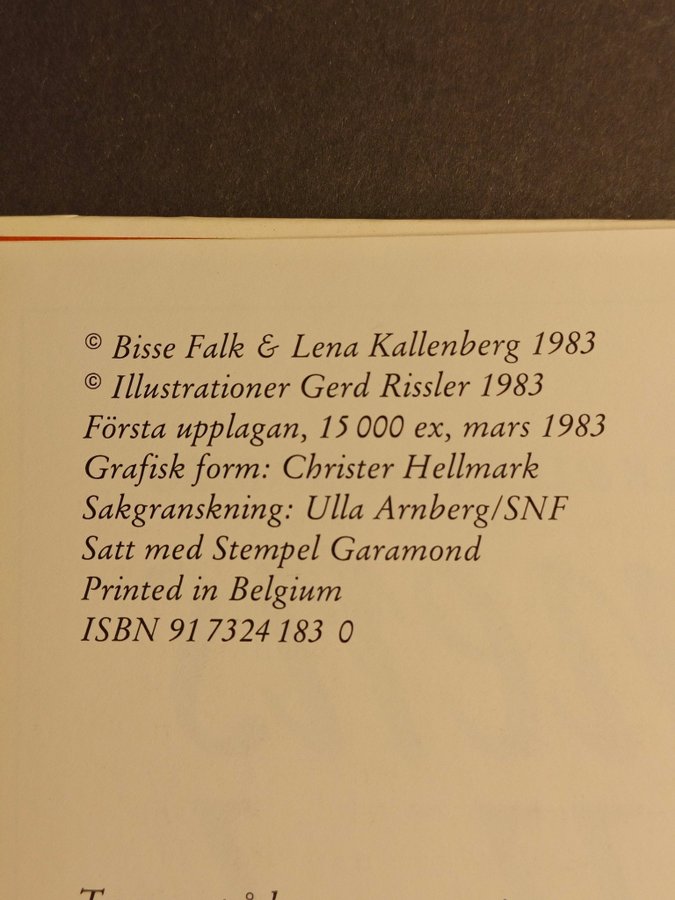 © Bisse Falk & Lena Kallenberg 1983
© Illustrationer Gerd Rissler 1983
Första upplagan, 15 000 ex, mars 1983
Grafisk form: Christer Hellmark
Sakgranskning: Ulla Arnberg/SNF
Satt med Stempel Garamond
Printed in Belgium
ISBN 91 7324 183 0